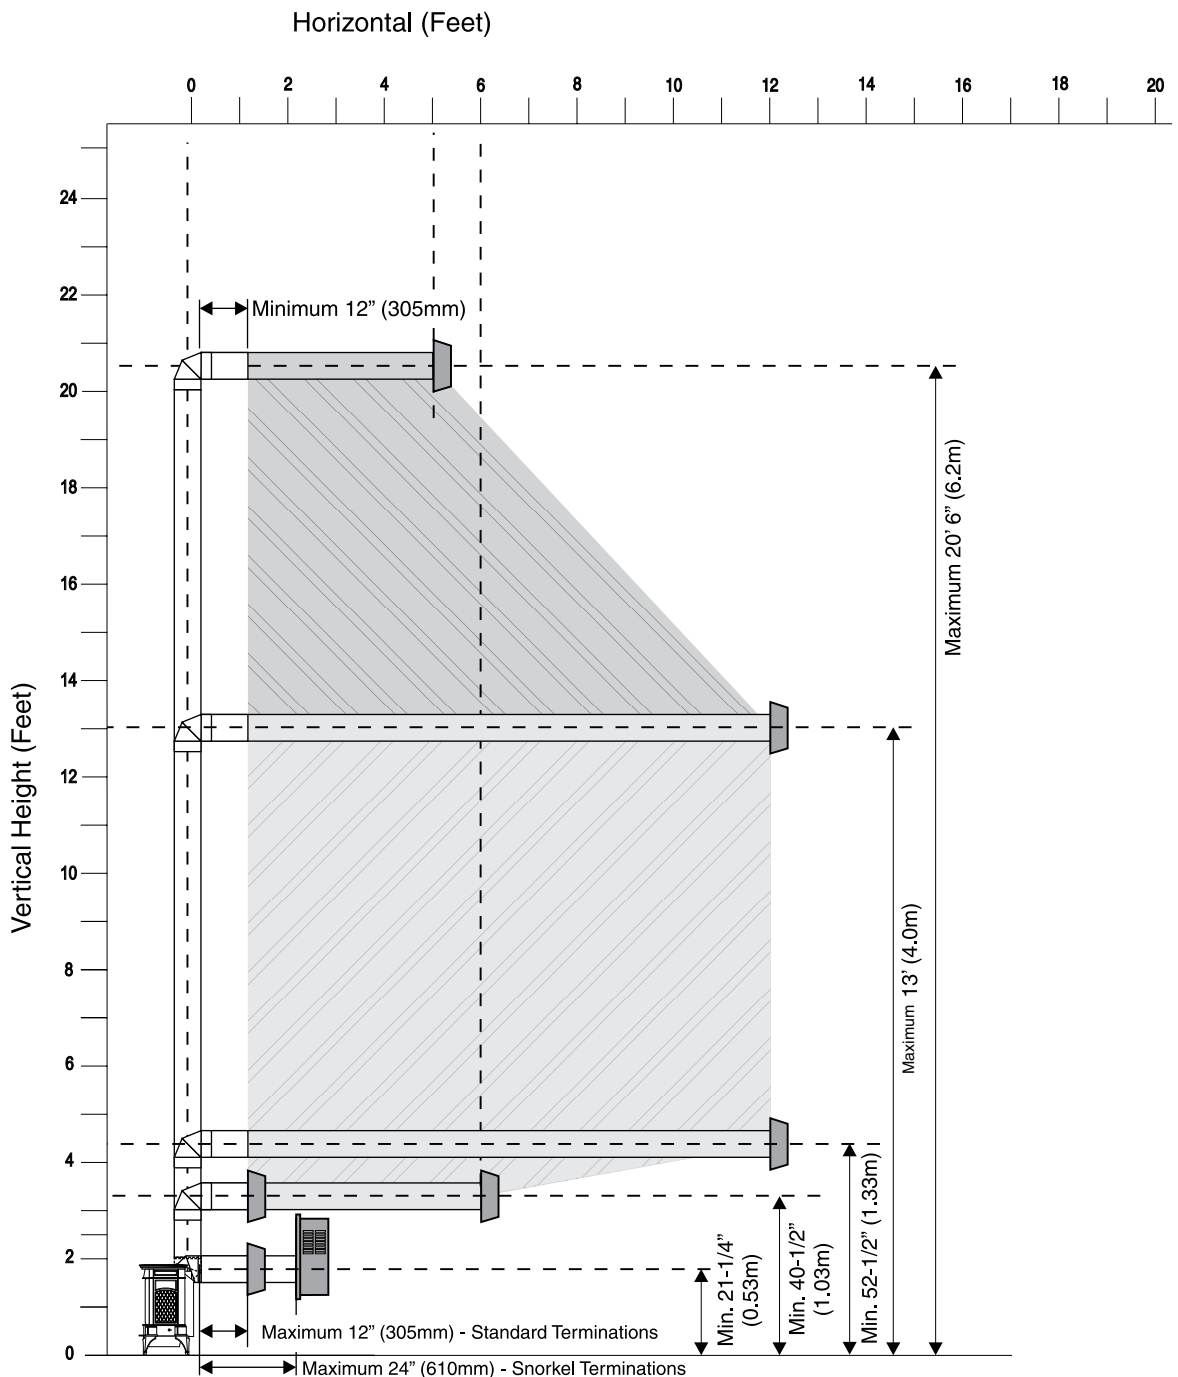 Horizontal (Feet)
0 2 4 6 8 10 12 14 16 18 20
24
22
Minimum 12” (305mm)
20
18
16
14
12
10
8
6
4
2
0
Vertical Height (Feet)
Maximum 20’ 6” (6.2m)
Maximum 13’ (4.0m)
Min. 52-1/2” (1.33m)
Min. 40-1/2”
(1.03m)
Min. 21-1/4”
(0.53m)
Maximum 12” (305mm) - Standard Terminations
Maximum 24” (610mm) - Snorkel Terminations